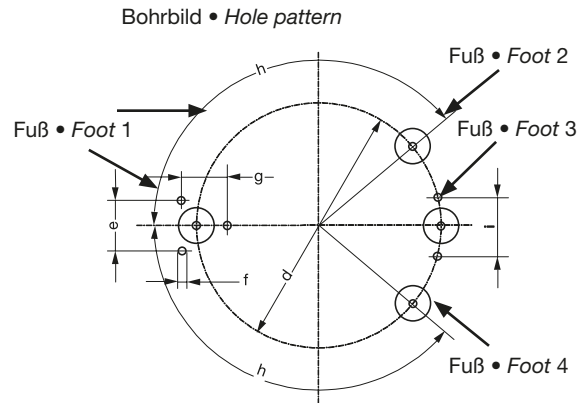 Bohrbild • Hole pattern
h
Fuß • Foot 2
Fuß • Foot 1
Fuß • Foot 3
g
e
i
d
f
h
Fuß • Foot 4